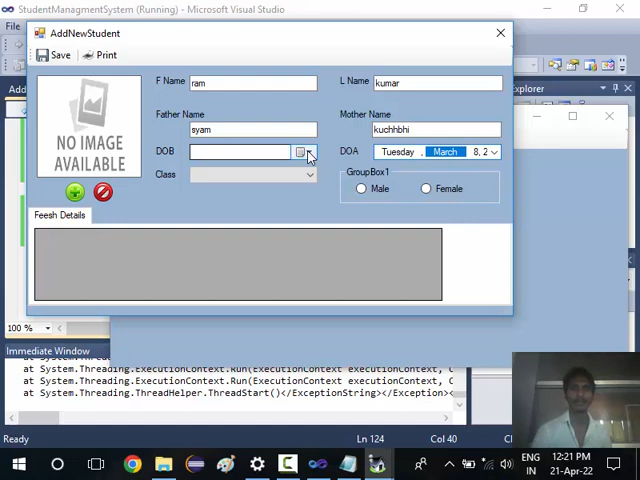 StudentManagmentSystem (Running) - Microsoft Visual Studio
File
AddNewStudent
Save
Print
NO IMAGE
AVAILABLE
F Name
ram
L Name
kumar
Father Name
syam
Mother Name
kuchhbhi
DOB
DOA
Tuesday , March 8, 2
Class
GroupBox1
Male
Female
Feesh Details
Explorer
100 %
Immediate Window
at System.Threading.ExecutionContext.Run(ExecutionContext executionContext, C
at System.Threading.ExecutionContext.Run(ExecutionContext executionContext, C
at System.Threading.ThreadHelper.ThreadStart()</ExceptionString></Exception><
Ready
Ln 124
Col 40
ENG
IN
12:21 PM
21-Apr-22